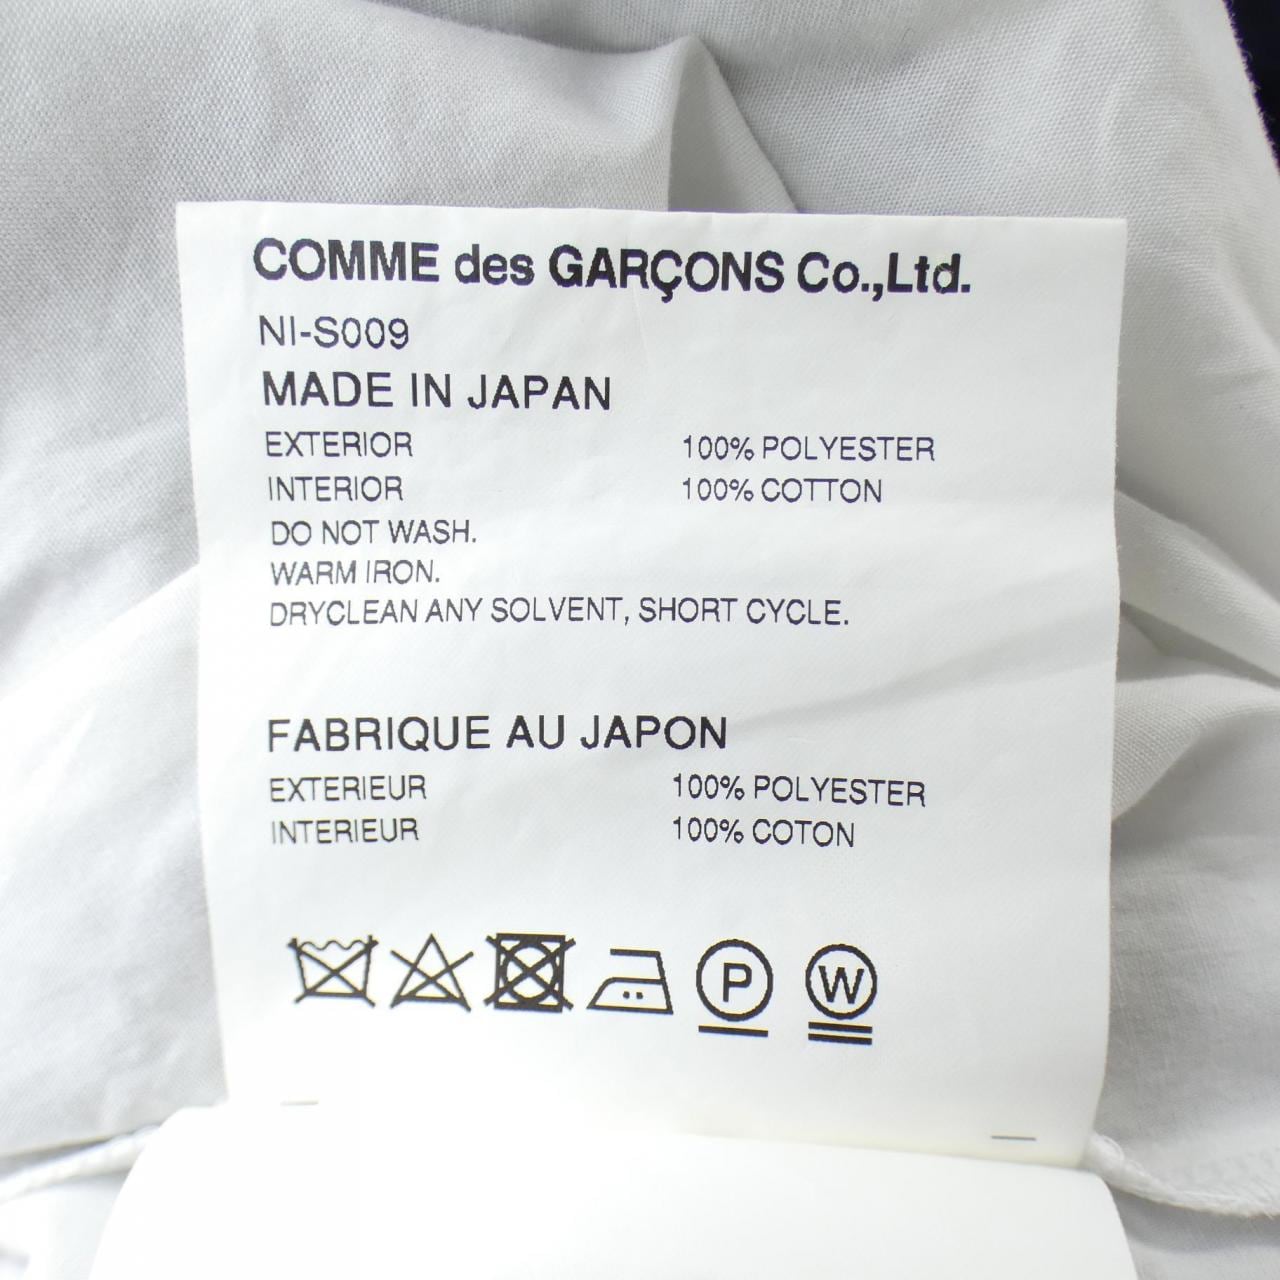 COMME des GARÇONS Co.,Ltd.
NI-S009
MADE IN JAPAN
EXTERIOR 100% POLYESTER
INTERIOR 100% COTTON
DO NOT WASH.
WARM IRON.
DRYCLEAN ANY SOLVENT, SHORT CYCLE.
FABRIQUE AU JAPON
EXTERIEUR 100% POLYESTER
INTERIEUR 100% COTON
P W